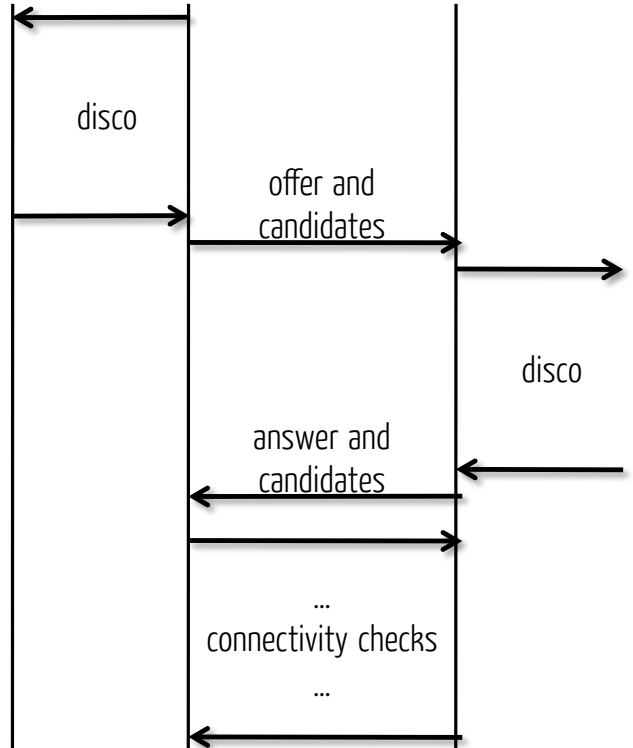 disco
offer and
candidates
disco
answer and
candidates
...
connectivity checks
...